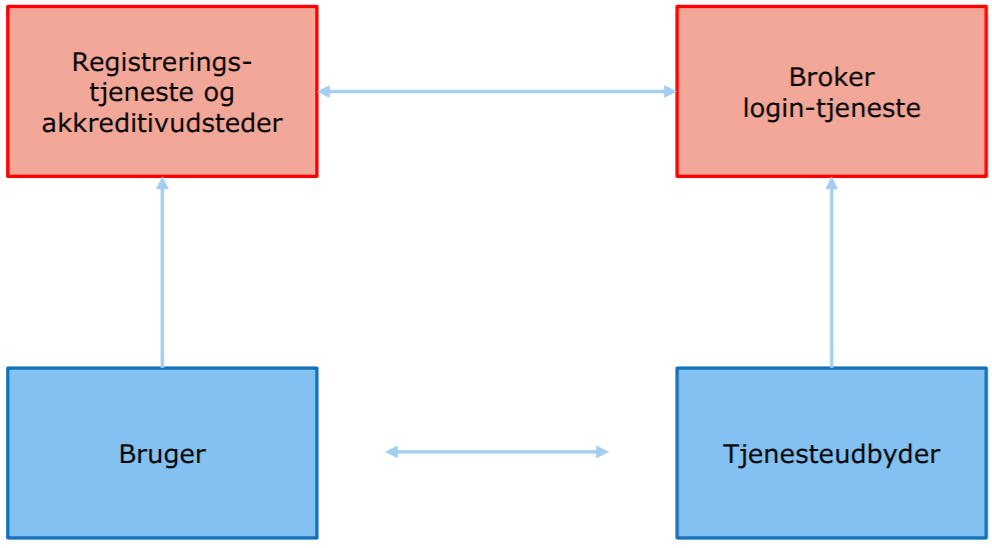 Registrerings-
tjeneste og
akkreditivudsteder
Broker
login-tjeneste
Bruger
Tjenesteudbyder